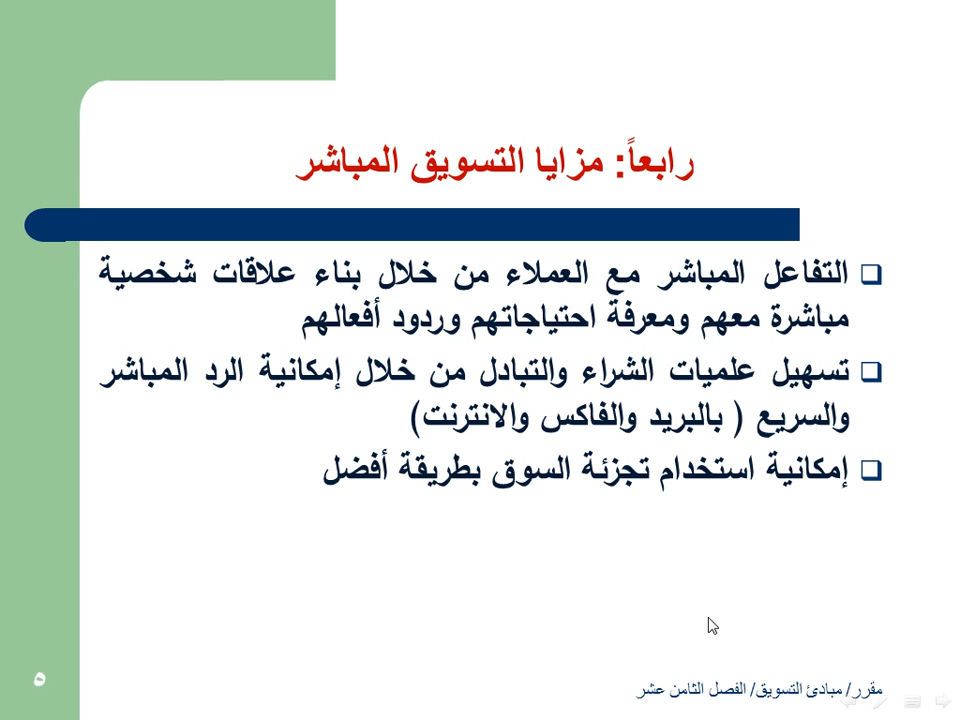 رابعاً: مزايا التسويق المباشر
التفاعل المباشر مع العملاء من خلال بناء علاقات شخصية
مباشرة معهم ومعرفة احتياجاتهم وردود أفعالهم
تسهيل علميات الشراء والتبادل من خلال إمكانية الرد المباشر
والسريع ( بالبريد والفاكس والانترنت)
إمكانية استخدام تجزئة السوق بطريقة أفضل
مقرر/ مبادئ التسويق/ الفصل الثامن عشر
٥